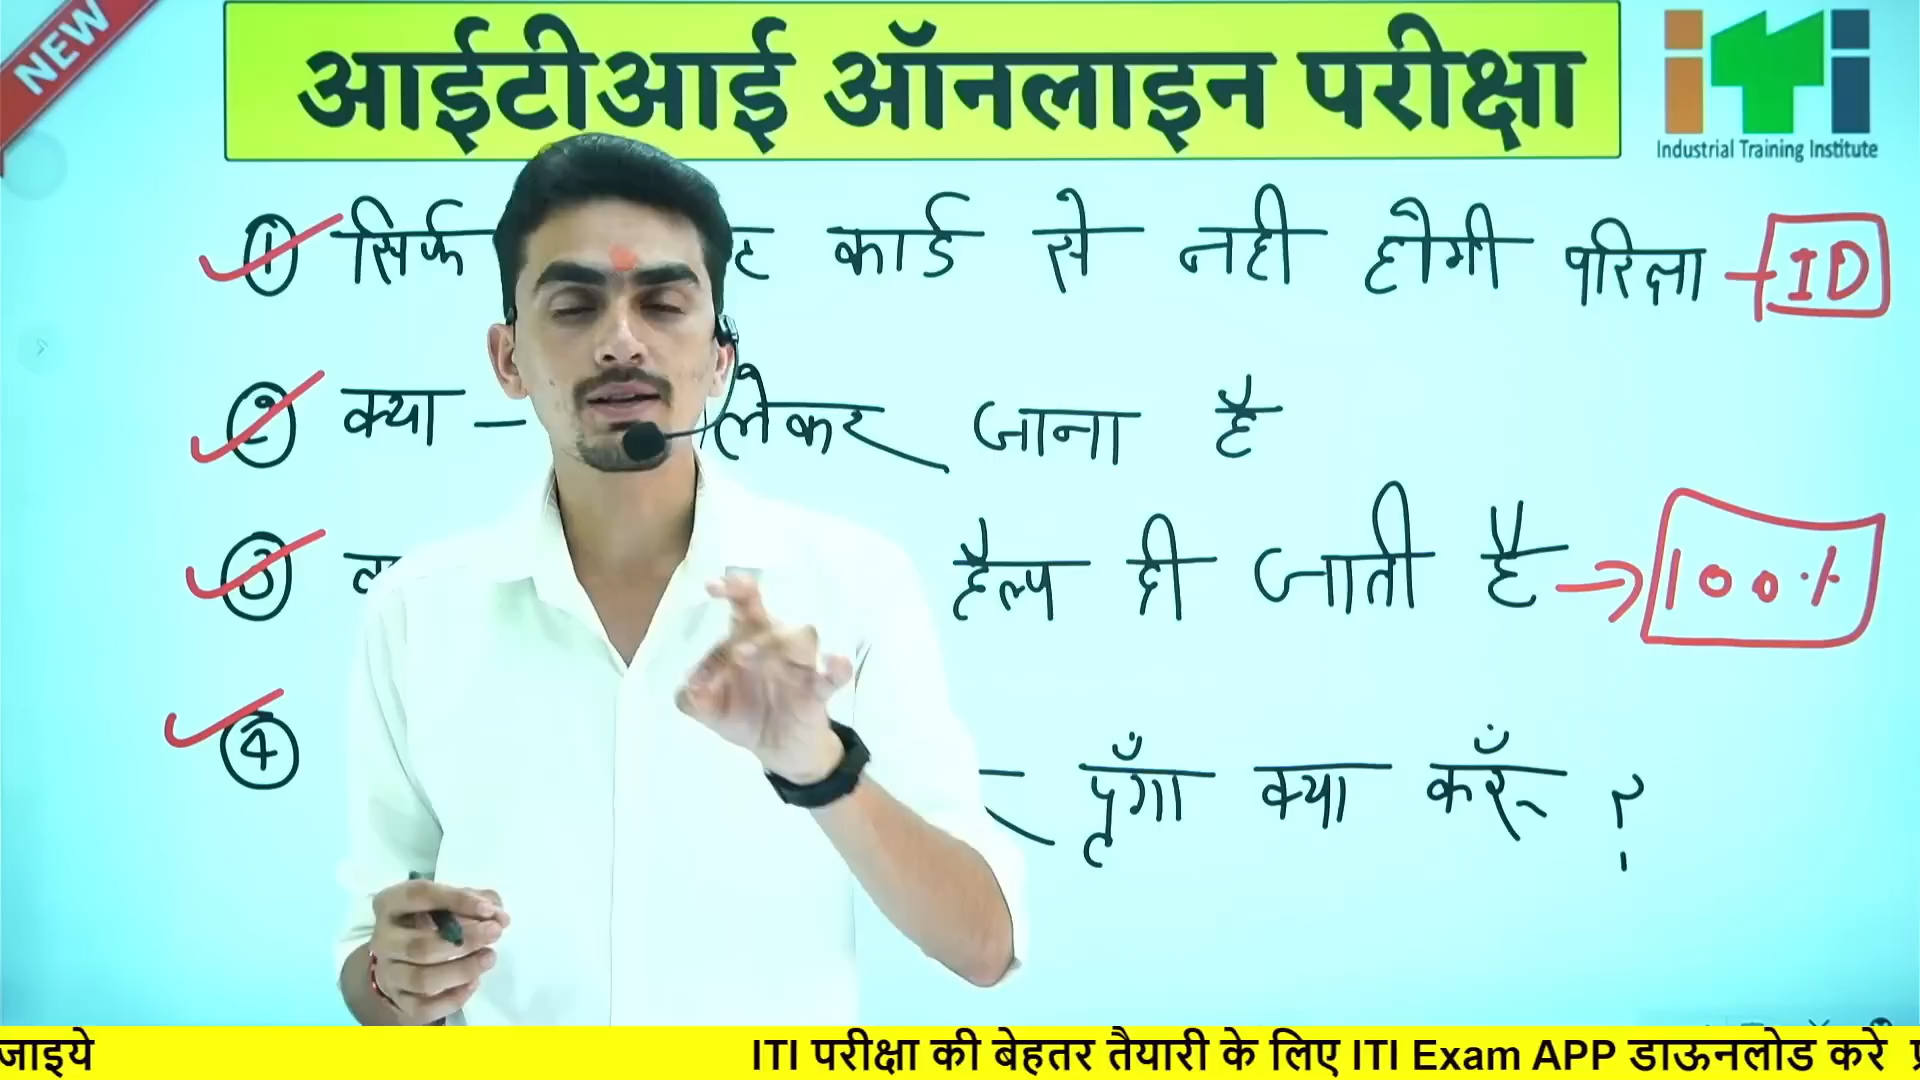 NEW
आईटीआई ऑनलाइन परीक्षा
iTi
Industrial Training Institute
① सिर्फ कार्ड से नही होगी परिक्षा + ID
② क्या - लेकर जाना है
③ हैल्प दी जाती है → 100%
④ दूँगा क्या करूँ ?
जाइये ITI परीक्षा की बेहतर तैयारी के लिए ITI Exam APP डाऊनलोड करे